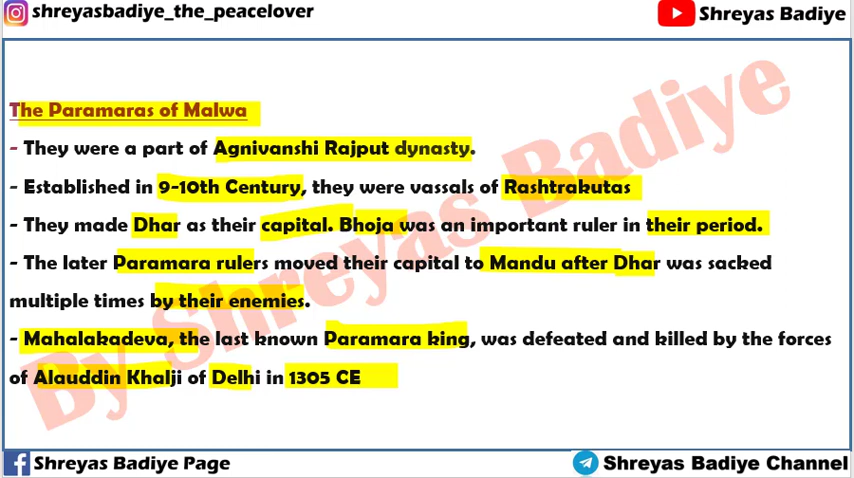 shreyasbadiye_the_peacelover
Shreyas Badiye
The Paramaras of Malwa
- They were a part of Agnivanshi Rajput dynasty.
- Established in 9-10th Century, they were vassals of Rashtrakutas
- They made Dhar as their capital. Bhoja was an important ruler in their period.
- The later Paramara rulers moved their capital to Mandu after Dhar was sacked
multiple times by their enemies.
- Mahalakadeva, the last known Paramara king, was defeated and killed by the forces
of Alauddin Khalji of Delhi in 1305 CE
By Shreyas Badiye
Shreyas Badiye Page
Shreyas Badiye Channel